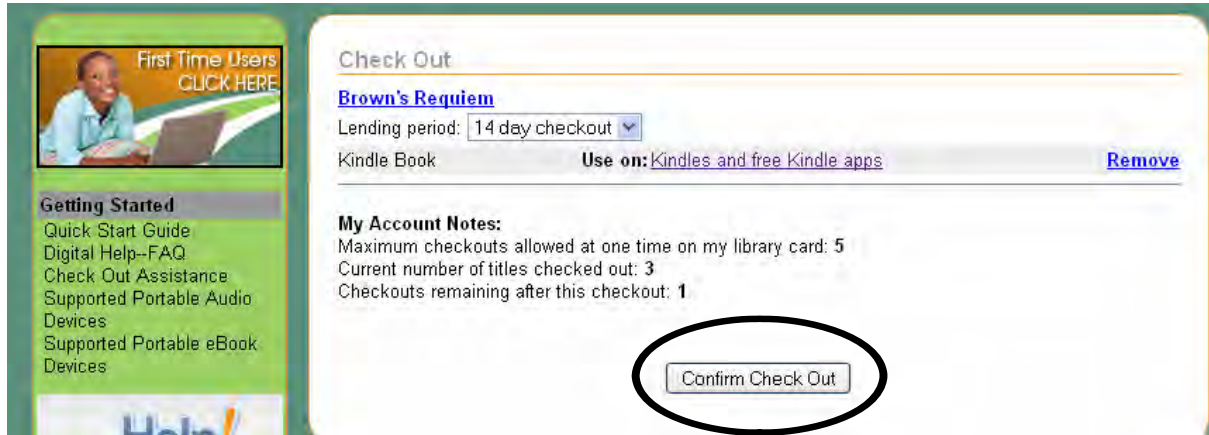 First Time Users
CLICK HERE
Getting Started
Quick Start Guide
Digital Help--FAQ
Check Out Assistance
Supported Portable Audio
Devices
Supported Portable eBook
Devices
Help!
Check Out
Brown's Requiem
Lending period: 14 day checkout
Kindle Book Use on: Kindles and free Kindle apps Remove
My Account Notes:
Maximum checkouts allowed at one time on my library card: 5
Current number of titles checked out: 3
Checkouts remaining after this checkout: 1
Confirm Check Out